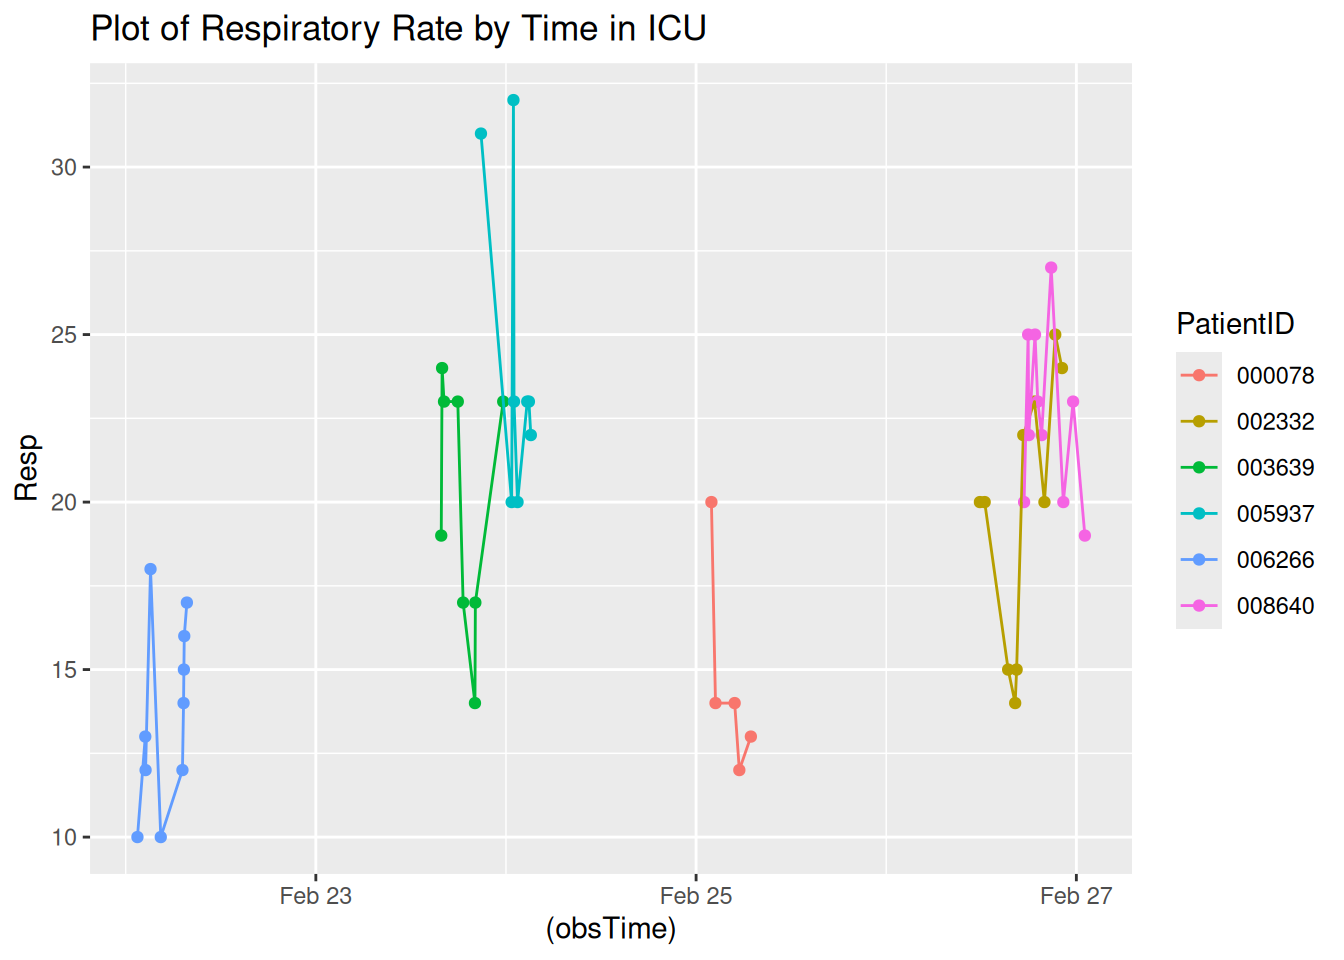 Plot of Respiratory Rate by Time in ICU
30
25
20
15
10
Resp
Feb 23
Feb 25
Feb 27
(obsTime)
PatientID
000078
002332
003639
005937
006266
008640